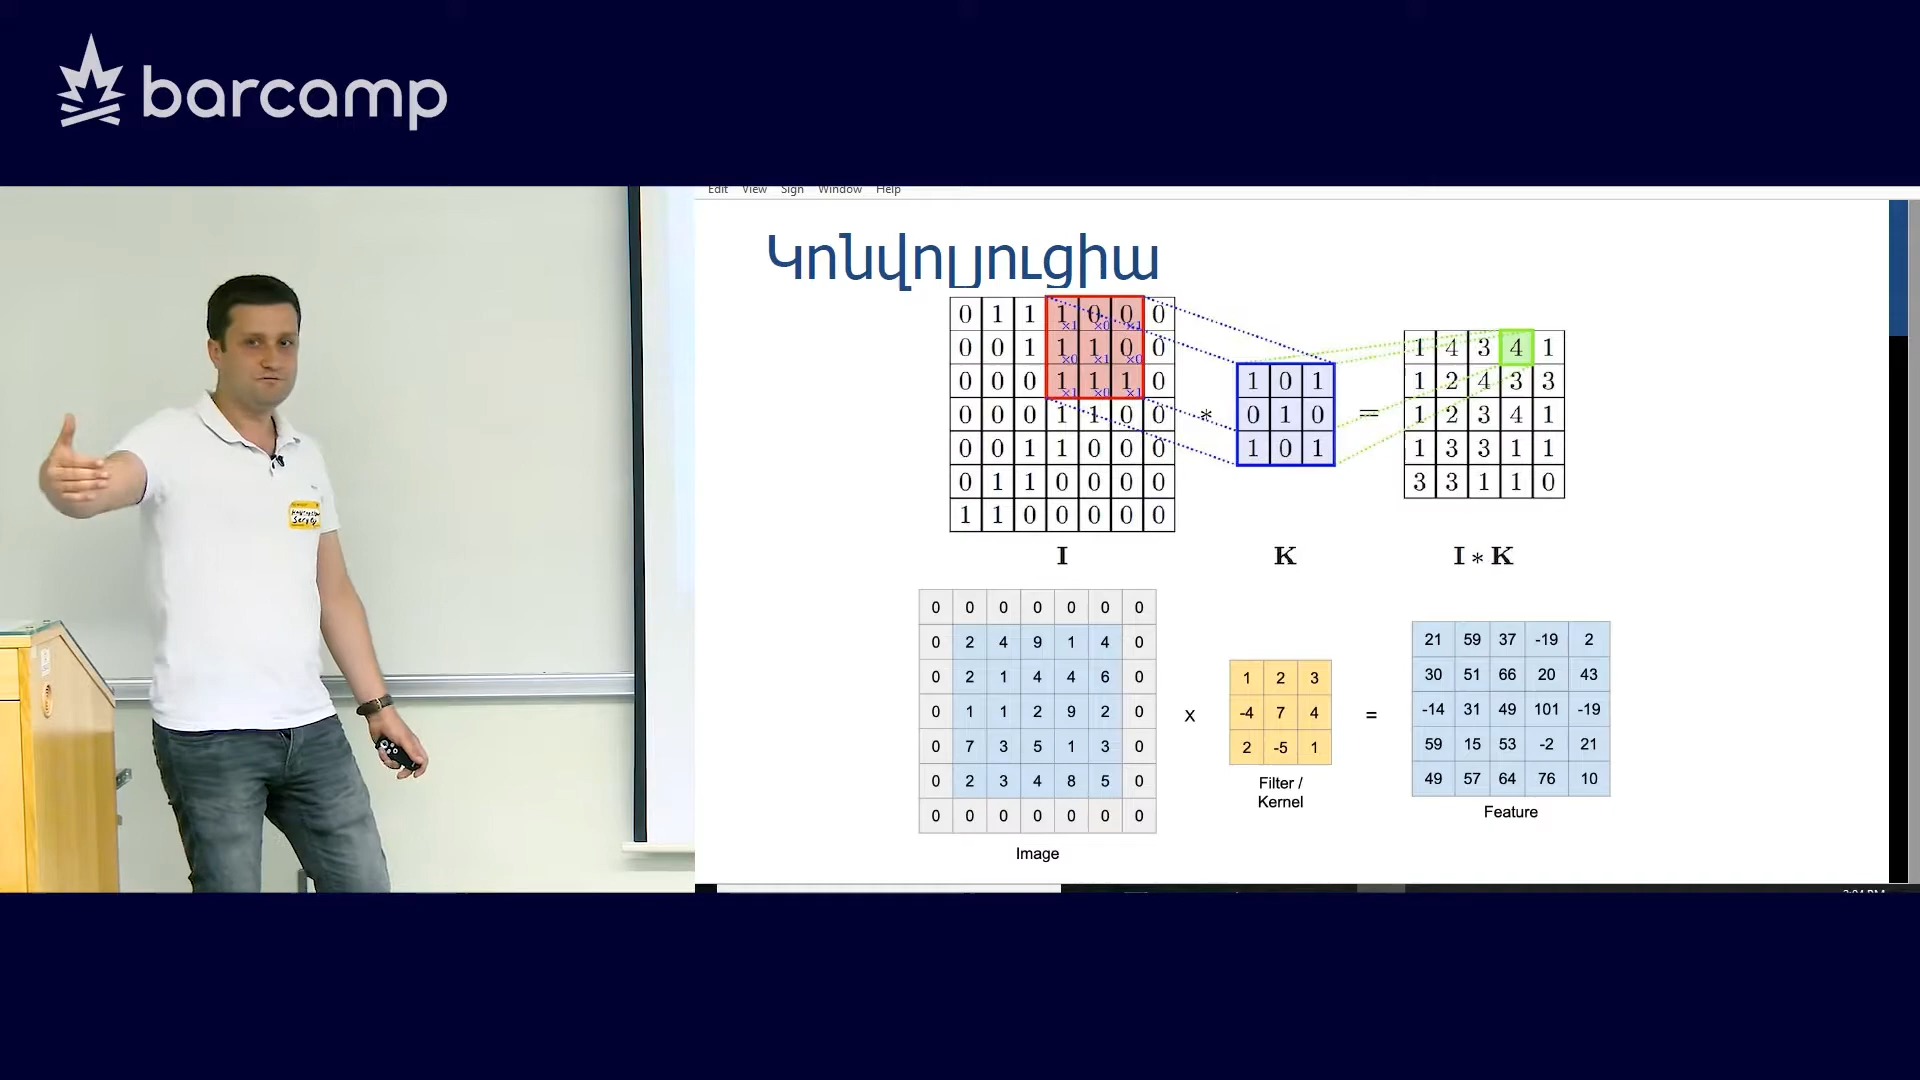 barcamp
Edit View Sign Window Help
Կոնվոլյուցիա
0 1 1 1 0 0 0
×1 ×0 ×1
0 0 1 1 1 0 0
×0 ×1 ×0
0 0 0 1 1 1 0
×1 ×0 ×1
0 0 0 1 1 0 0
0 0 1 1 0 0 0
0 1 1 0 0 0 0
1 1 0 0 0 0 0
I
*
1 0 1
0 1 0
1 0 1
K
=
1 4 3 4 1
1 2 4 3 3
1 2 3 4 1
1 3 3 1 1
3 3 1 1 0
I * K
0 0 0 0 0 0 0
0 2 4 9 1 4 0
0 2 1 4 4 6 0
0 1 1 2 9 2 0
0 7 3 5 1 3 0
0 2 3 4 8 5 0
0 0 0 0 0 0 0
Image
x
1 2 3
-4 7 4
2 -5 1
Filter /
Kernel
=
21 59 37 -19 2
30 51 66 20 43
-14 31 49 101 -19
59 15 53 -2 21
49 57 64 76 10
Feature